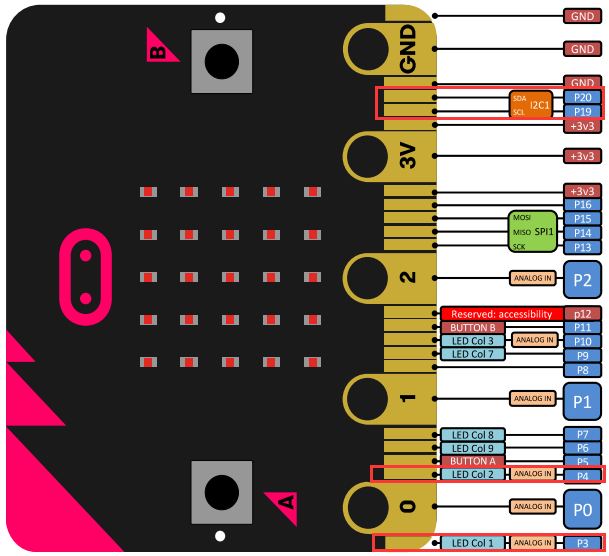 B
A
GND
3V
2
1
0
GND
GND
GND
SDA
SCL
I2C1
P20
P19
+3v3
+3v3
+3v3
P16
MOSI
MISO
SCK
SPI1
P15
P14
P13
ANALOG IN P2
Reserved: accessibility p12
BUTTON B P11
LED Col 3 ANALOG IN P10
LED Col 7 P9
P8
ANALOG IN P1
LED Col 8 P7
LED Col 9 P6
BUTTON A P5
LED Col 2 ANALOG IN P4
ANALOG IN P0
LED Col 1 ANALOG IN P3